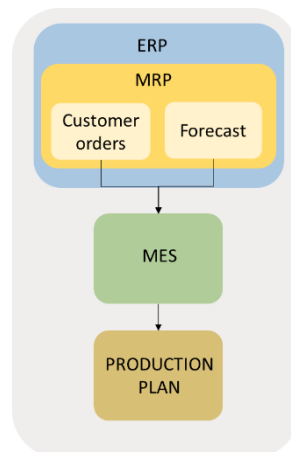 ERP
MRP
Customer
orders
Forecast
MES
PRODUCTION
PLAN